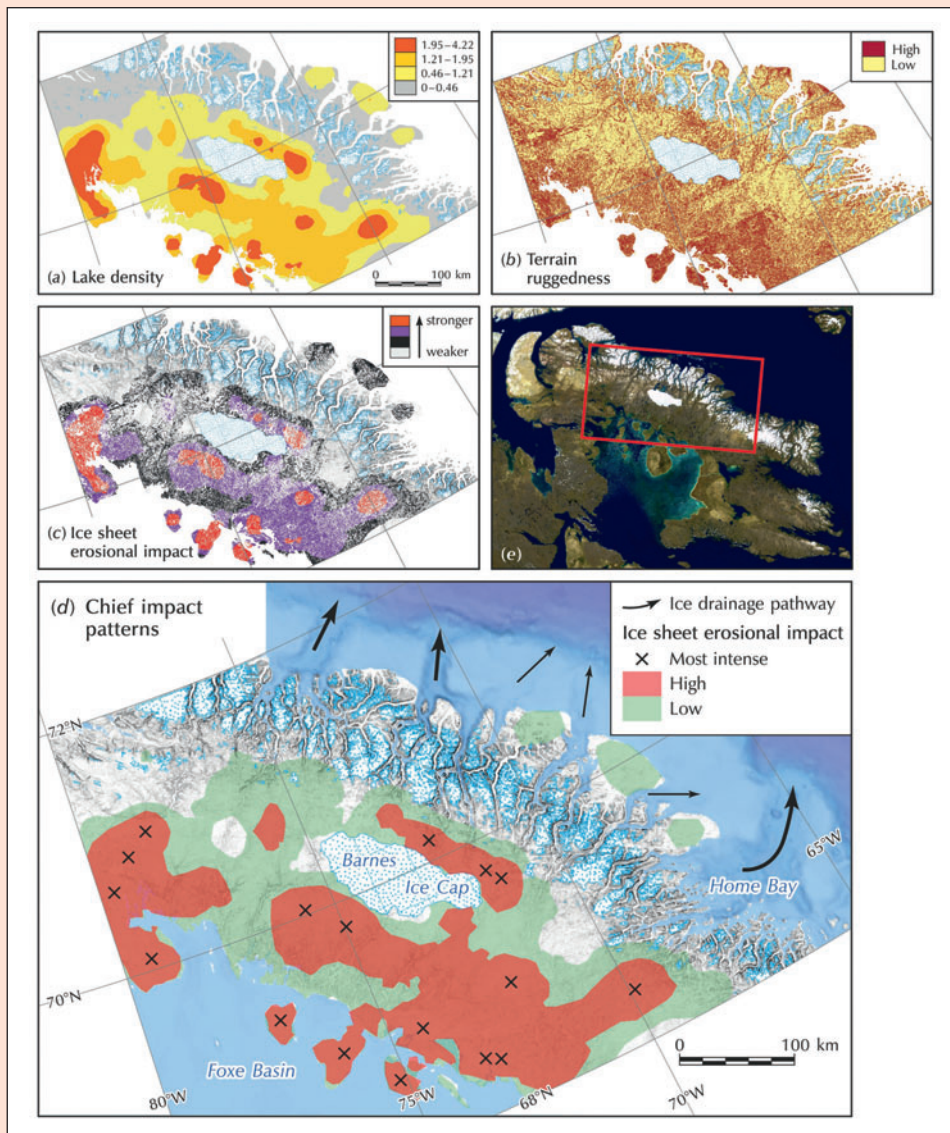 1.95–4.22
1.21–1.95
0.46–1.21
0–0.46
(a) Lake density
0 100 km
High
Low
(b) Terrain
ruggedness
stronger
weaker
(c) Ice sheet
erosional impact
(e)
(d) Chief impact
patterns
Ice drainage pathway
Ice sheet erosional impact
Most intense
High
Low
72°N
Barnes
Ice Cap
65°W
Home Bay
70°N
0 100 km
Foxe Basin
80°W
75°W
68°N
70°W